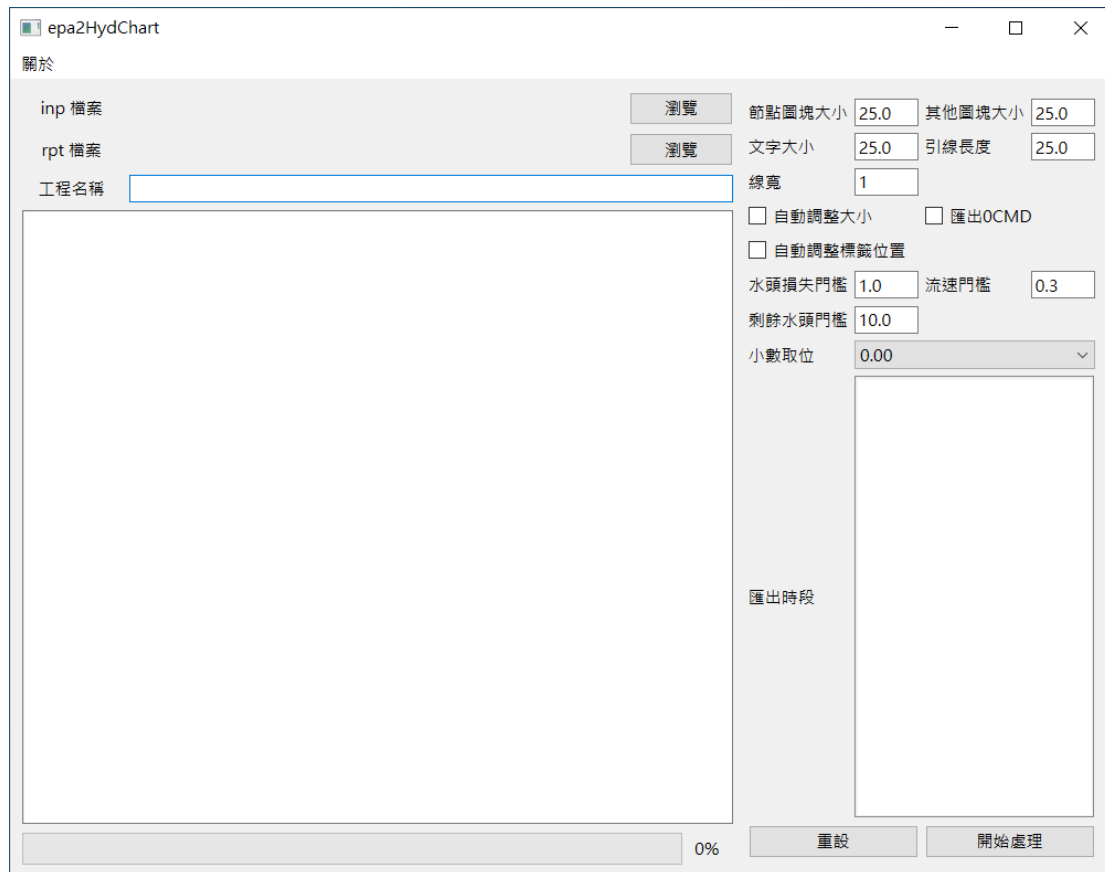 epa2HydChart
關於
inp 檔案 瀏覽
rpt 檔案 瀏覽
工程名稱
節點圖塊大小 25.0 其他圖塊大小 25.0
文字大小 25.0 引線長度 25.0
線寬 1
自動調整大小 匯出0CMD
自動調整標籤位置
水頭損失門檻 1.0 流速門檻 0.3
剩餘水頭門檻 10.0
小數取位 0.00
匯出時段
0% 重設 開始處理